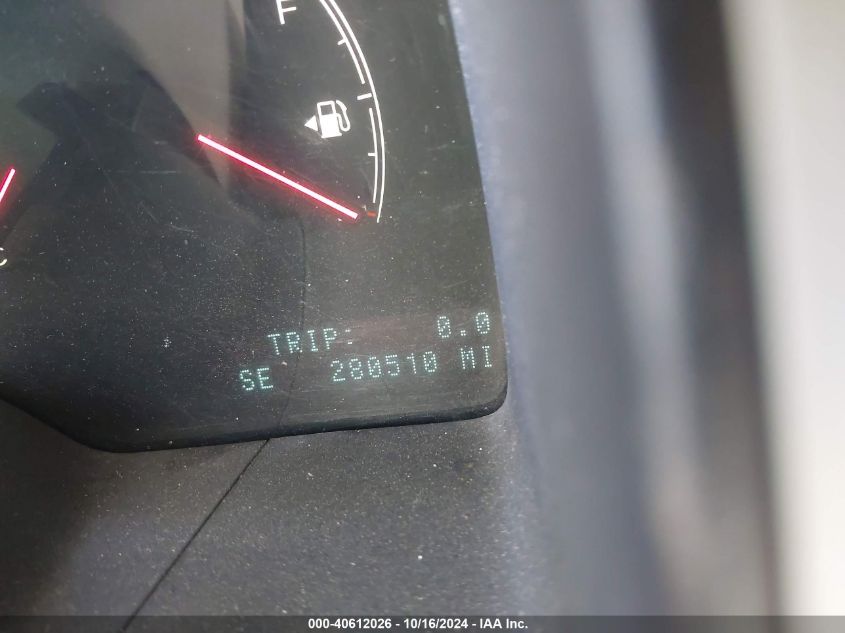 F
C
TRIP: 0.0
SE 280510 MI
000-40612026 - 10/16/2024 - IAA Inc.